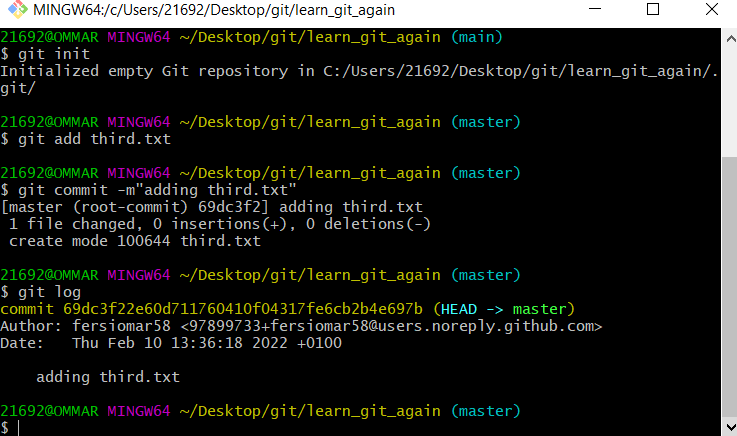 MINGW64:/c/Users/21692/Desktop/git/learn_git_again
21692@OMMAR MINGW64 ~/Desktop/git/learn_git_again (main)
$ git init
Initialized empty Git repository in C:/Users/21692/Desktop/git/learn_git_again/.
git/
21692@OMMAR MINGW64 ~/Desktop/git/learn_git_again (master)
$ git add third.txt
21692@OMMAR MINGW64 ~/Desktop/git/learn_git_again (master)
$ git commit -m"adding third.txt"
[master (root-commit) 69dc3f2] adding third.txt
 1 file changed, 0 insertions(+), 0 deletions(-)
 create mode 100644 third.txt
21692@OMMAR MINGW64 ~/Desktop/git/learn_git_again (master)
$ git log
commit 69dc3f22e60d711760410f04317fe6cb2b4e697b (HEAD -> master)
Author: fersiomar58 <97899733+fersiomar58@users.noreply.github.com>
Date:   Thu Feb 10 13:36:18 2022 +0100
    adding third.txt
21692@OMMAR MINGW64 ~/Desktop/git/learn_git_again (master)
$